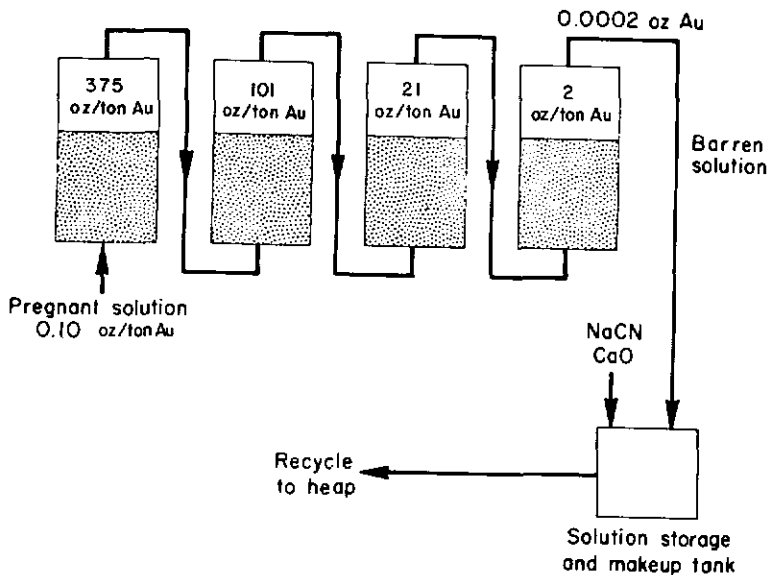 0.0002 oz Au
375
oz/ton Au
101
oz/ton Au
21
oz/ton Au
2
oz/ton Au
Barren
solution
Pregnant solution
0.10 oz/ton Au
NaCN
CaO
Recycle
to heap
Solution storage
and makeup tank